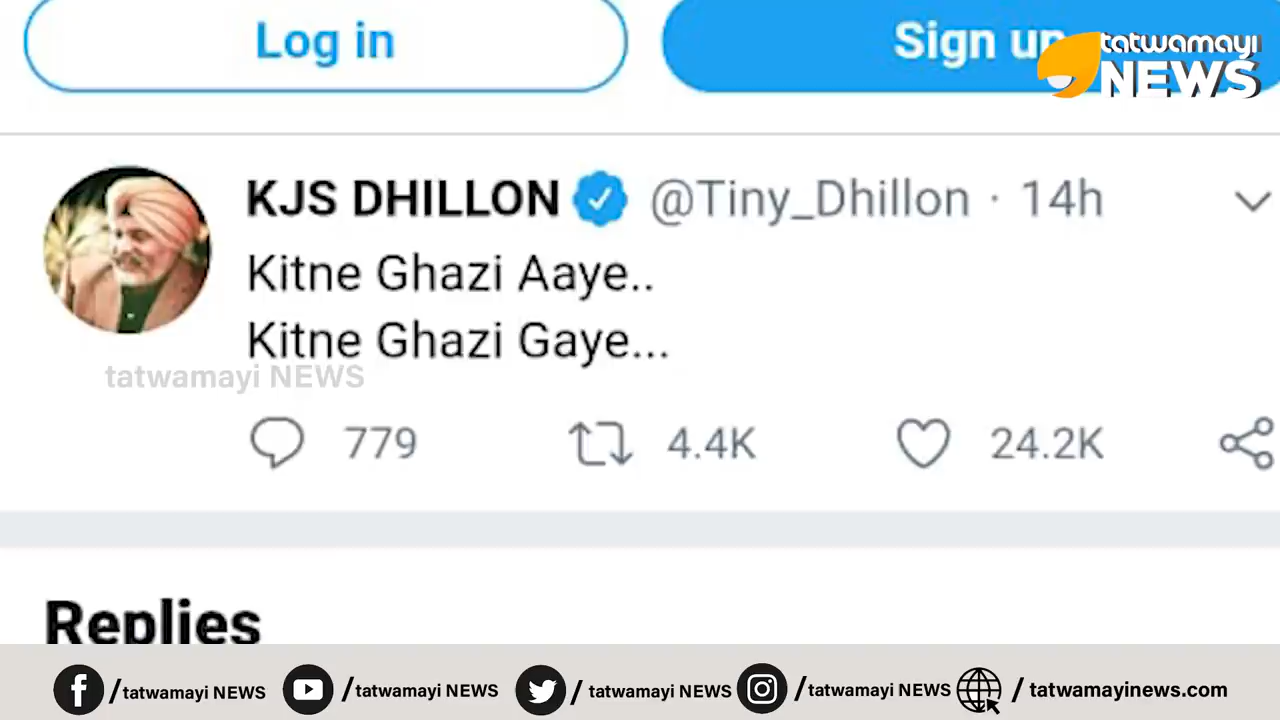 Log in
Sign up
tatwamayi
NEWS
KJS DHILLON @Tiny_Dhillon · 14h
Kitne Ghazi Aaye..
Kitne Ghazi Gaye...
tatwamayi NEWS
779 4.4K 24.2K
Replies
/tatwamayi NEWS /tatwamayi NEWS / tatwamayi NEWS /tatwamayi NEWS / tatwamayinews.com